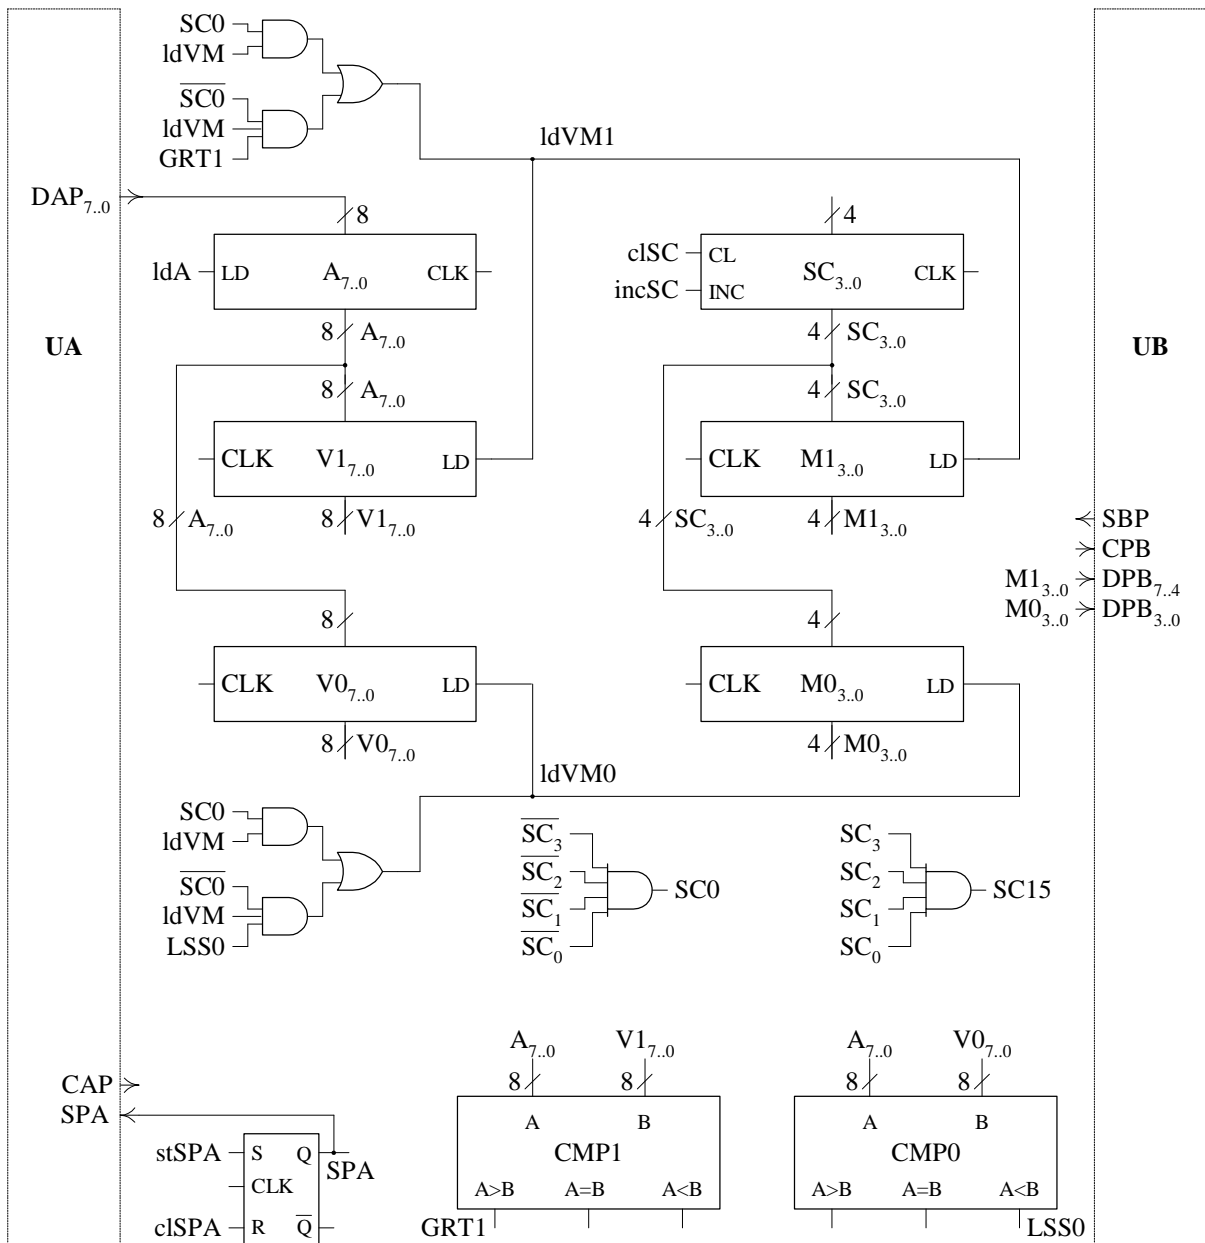 SC0
ldVM
S̅C̅0̅
ldVM
GRT1
ldVM1
DAP7..0
8
4
ldA LD A7..0 CLK
clSC CL SC3..0 CLK
incSC INC
8 A7..0
4 SC3..0
UA
UB
8 A7..0
4 SC3..0
CLK V17..0 LD
CLK M13..0 LD
8 A7..0 8 V17..0
4 SC3..0 4 M13..0
SBP
CPB
M13..0 DPB7..4
M03..0 DPB3..0
8
4
CLK V07..0 LD
CLK M03..0 LD
8 V07..0
4 M03..0
ldVM0
SC0
ldVM
S̅C̅0̅
ldVM
LSS0
S̅C̅3̅
S̅C̅2̅
S̅C̅1̅
S̅C̅0̅
SC0
SC3
SC2
SC1
SC0
SC15
A7..0 V17..0
8 8
A B
CMP1
A>B A=B A<B
GRT1
A7..0 V07..0
8 8
A B
CMP0
A>B A=B A<B
LSS0
CAP
SPA
stSPA S Q
SPA
CLK
clSPA R Q̅